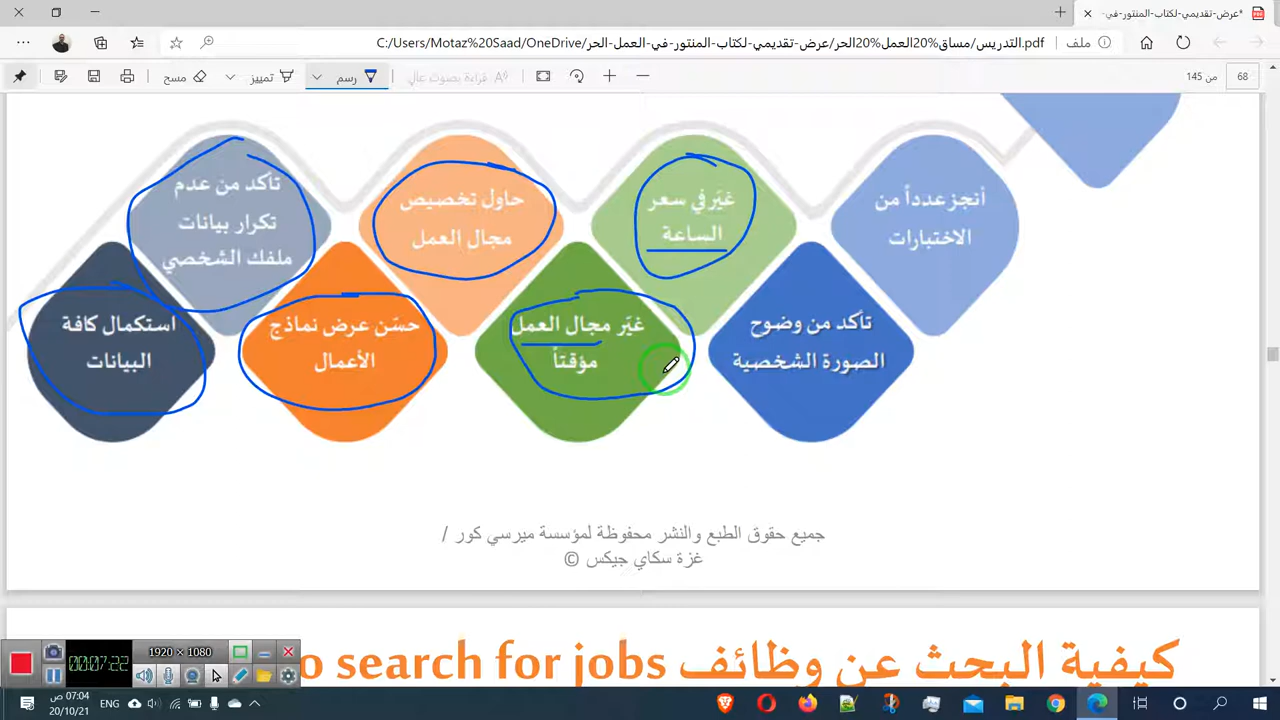 *عرض-تقديمي-لكتاب-المنثور-في-
ملف
C:/Users/Motaz%20Saad/OneDrive/التدريس/مساق%20العمل%20الحر/عرض-تقديمي-لكتاب-المنثور-في-العمل-الحر.pdf
68
من 145
قراءة بصوت عالٍ
رسم
تمييز
مسح
أنجز عدداً من
الاختبارات
غيّر في سعر
الساعة
حاول تخصيص
مجال العمل
تأكد من عدم
تكرار بيانات
ملفك الشخصي
تأكد من وضوح
الصورة الشخصية
غيّر مجال العمل
مؤقتاً
حسّن عرض نماذج
الأعمال
استكمال كافة
البيانات
جميع حقوق الطبع والنشر محفوظة لمؤسسة ميرسي كور /
غزة سكاي جيكس ©
كيفية البحث عن وظائف o search for jobs
00:07:22
1920 × 1080
07:04 ص
20/10/21
ENG